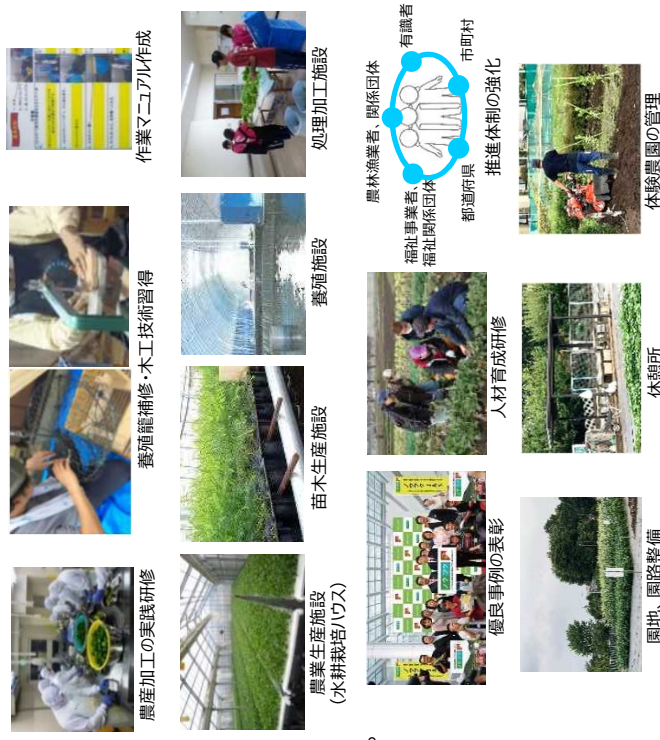 農産加工の実践研修
養殖籠補修・木工技術習得
作業マニュアル作成
農業生産施設
（水耕栽培ハウス）
苗木生産施設
養殖施設
処理加工施設
優良事例の表彰
人材育成研修
農林漁業者、関係団体
福祉事業者、
福祉関係団体
有識者
都道府県
市町村
推進体制の強化
園地、園路整備
休憩所
体験農園の管理